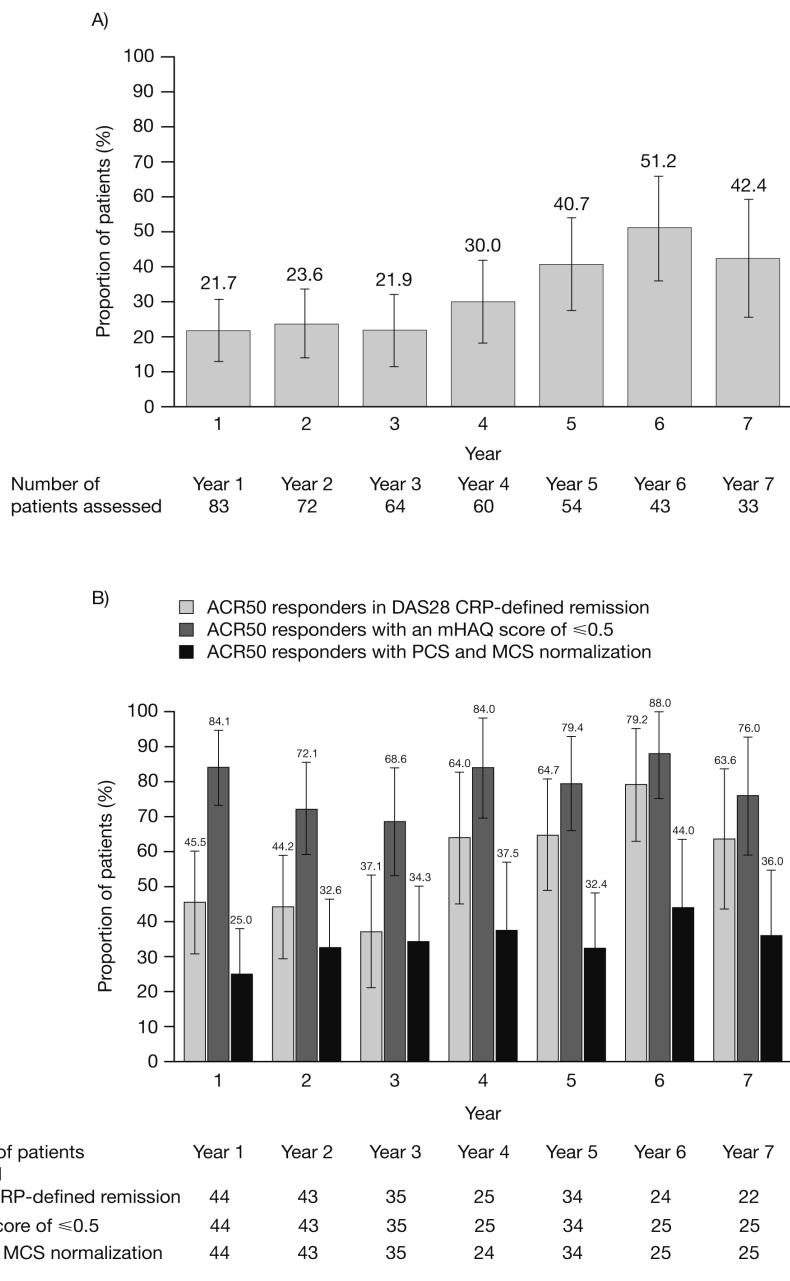 A)
Proportion of patients (%)
100
90
80
70
60
50
40
30
20
10
0
21.7
23.6
21.9
30.0
40.7
51.2
42.4
1 2 3 4 5 6 7
Year
Number of Year 1 Year 2 Year 3 Year 4 Year 5 Year 6 Year 7
patients assessed 83 72 64 60 54 43 33
B)
ACR50 responders in DAS28 CRP-defined remission
ACR50 responders with an mHAQ score of ≤0.5
ACR50 responders with PCS and MCS normalization
Proportion of patients (%)
100
90
80
70
60
50
40
30
20
10
0
45.5 84.1 25.0
44.2 72.1 32.6
37.1 68.6 34.3
64.0 84.0 37.5
64.7 79.4 32.4
79.2 88.0 44.0
63.6 76.0 36.0
1 2 3 4 5 6 7
Year
of patients Year 1 Year 2 Year 3 Year 4 Year 5 Year 6 Year 7
CRP-defined remission 44 43 35 25 34 24 22
core of ≤0.5 44 43 35 25 34 25 25
MCS normalization 44 43 35 24 34 25 25